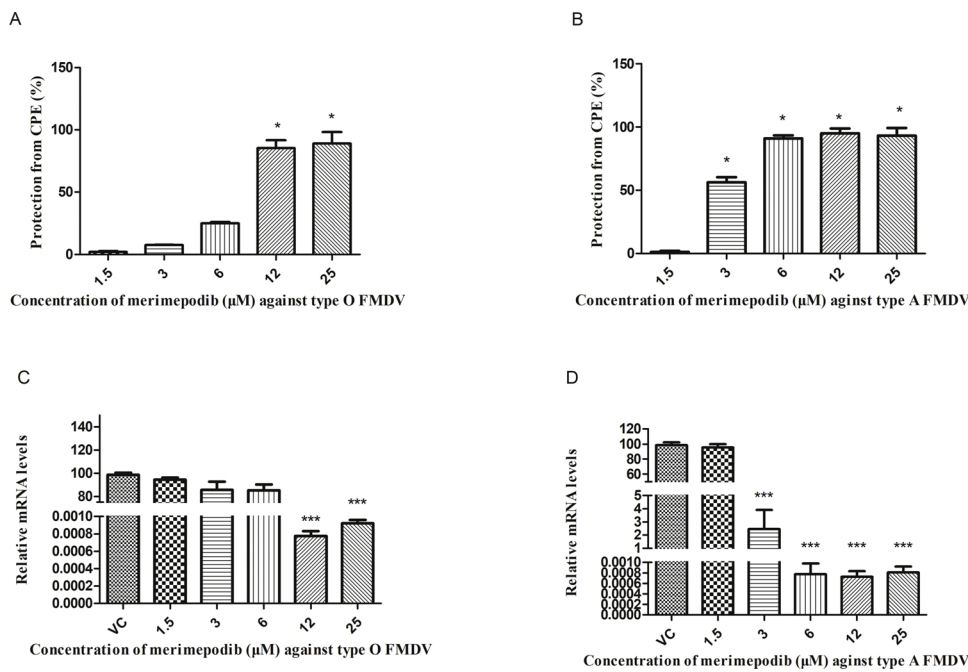 A
Protection from CPE (%)
150
100
50
0
* *
1.5 3 6 12 25
Concentration of merimepodib (μM) against type O FMDV
B
Protection from CPE (%)
150
100
50
0
* * * *
1.5 3 6 12 25
Concentration of merimepodib (μM) aginst type A FMDV
C
Relative mRNA levels
140
120
100
80
0.0010
0.0008
0.0006
0.0004
0.0002
0.0000
*** ***
VC 1.5 3 6 12 25
Concentration of merimepodib (μM) against type O FMDV
D
Relative mRNA levels
120
100
80
60
5
4
3
2
1
0.0010
0.0008
0.0006
0.0004
0.0002
0.0000
*** *** *** ***
VC 1.5 3 6 12 25
Concentration of merimepodib (μM) aginst type A FMDV